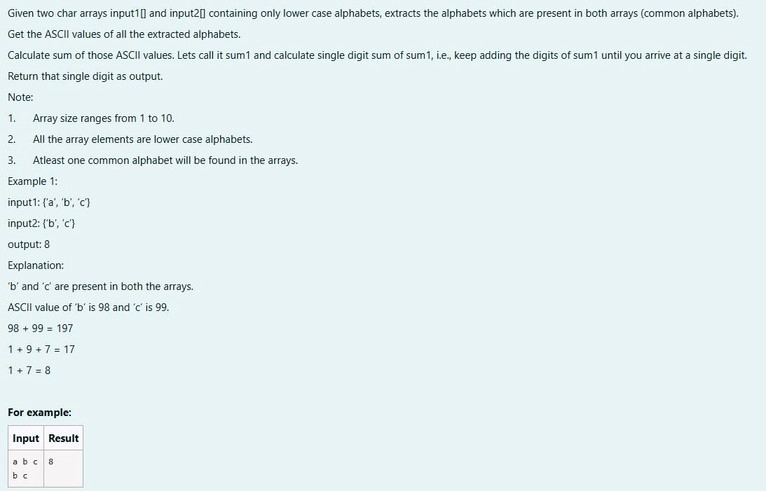 Given two char arrays input1[] and input2[] containing only lower case alphabets, extracts the alphabets which are present in both arrays (common alphabets).
Get the ASCII values of all the extracted alphabets.
Calculate sum of those ASCII values. Lets call it sum1 and calculate single digit sum of sum1, i.e., keep adding the digits of sum1 until you arrive at a single digit.
Return that single digit as output.
Note:
1. Array size ranges from 1 to 10.
2. All the array elements are lower case alphabets.
3. Atleast one common alphabet will be found in the arrays.
Example 1:
input1: {'a', 'b', 'c'}
input2: {'b', 'c'}
output: 8
Explanation:
'b' and 'c' are present in both the arrays.
ASCII value of 'b' is 98 and 'c' is 99.
98 + 99 = 197
1 + 9 + 7 = 17
1 + 7 = 8
For example:
Input Result
a b c 8
b c